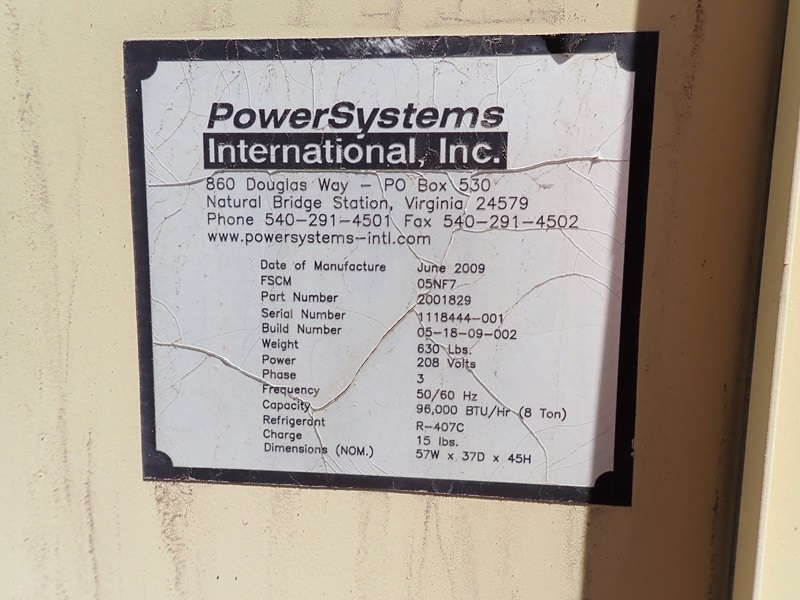 PowerSystems
International, Inc.
860 Douglas Way – PO Box 530
Natural Bridge Station, Virginia 24579
Phone 540–291–4501 Fax 540–291–4502
www.powersystems–intl.com
Date of Manufacture June 2009
FSCM 05NF7
Part Number 2001829
Serial Number 1118444–001
Build Number 05–18–09–002
Weight 630 Lbs.
Power 208 Volts
Phase 3
Frequency 50/60 Hz
Capacity 96,000 BTU/Hr (8 Ton)
Refrigerant R–407C
Charge 15 lbs.
Dimensions (NOM.) 57W x 37D x 45H